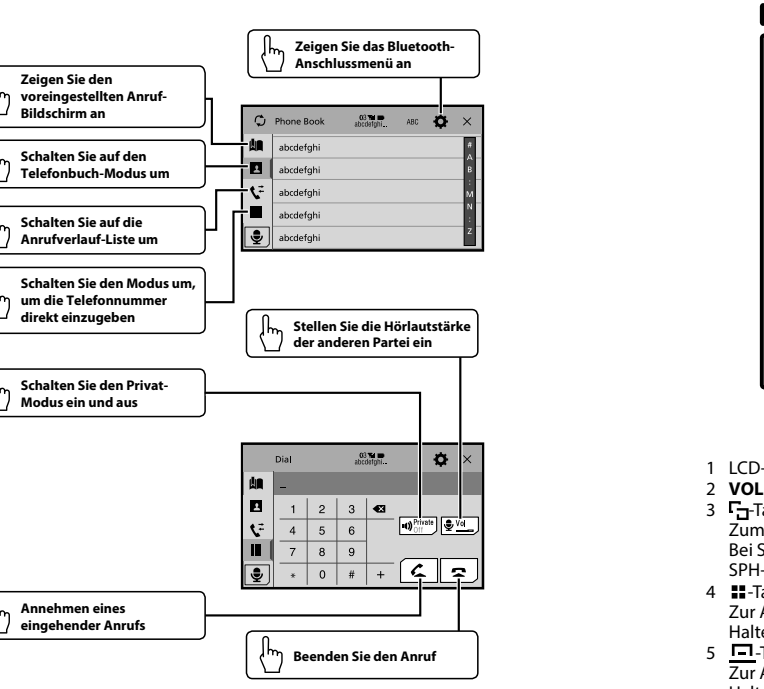 Zeigen Sie das Bluetooth-
Anschlussmenü an
Zeigen Sie den
voreingestellten Anruf-
Bildschirm an
Schalten Sie auf den
Telefonbuch-Modus um
Schalten Sie auf die
Anrufverlauf-Liste um
Schalten Sie den Modus um,
um die Telefonnummer
direkt einzugeben
Phone Book
03
abcdefghi...
ABC
abcdefghi
abcdefghi
abcdefghi
abcdefghi
abcdefghi
#
A
B
:
M
N
:
Z
Stellen Sie die Hörlautstärke
der anderen Partei ein
Schalten Sie den Privat-
Modus ein und aus
Dial
03
abcdefghi...
_
1 2 3
4 5 6
7 8 9
* 0 # +
Private
Off
Vol
Annehmen eines
eingehender Anrufs
Beenden Sie den Anruf
1 LCD-
2 VOL
3 -Ta
Zum
Bei S
SPH-
4 -Ta
Zur A
Halte
5 -T
Zur A